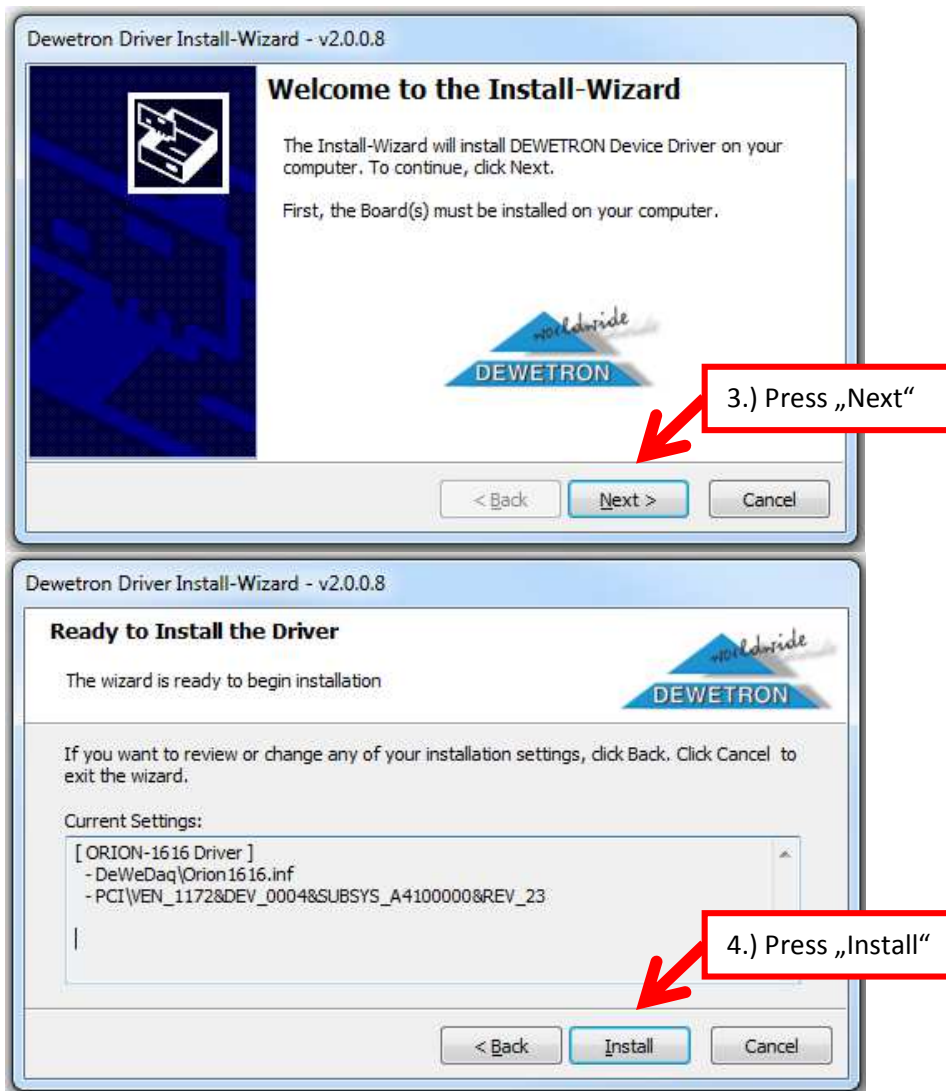 Dewetron Driver Install-Wizard - v2.0.0.8
Welcome to the Install-Wizard
The Install-Wizard will install DEWETRON Device Driver on your
computer. To continue, click Next.
First, the Board(s) must be installed on your computer.
worldwide
DEWETRON
3.) Press „Next“
< Back
Next >
Cancel
Dewetron Driver Install-Wizard - v2.0.0.8
Ready to Install the Driver
The wizard is ready to begin installation
worldwide
DEWETRON
If you want to review or change any of your installation settings, click Back. Click Cancel to
exit the wizard.
Current Settings:
[ ORION-1616 Driver ]
- DeWeDaq\Orion1616.inf
- PCI\VEN_1172&DEV_0004&SUBSYS_A4100000&REV_23
4.) Press „Install“
< Back
Install
Cancel